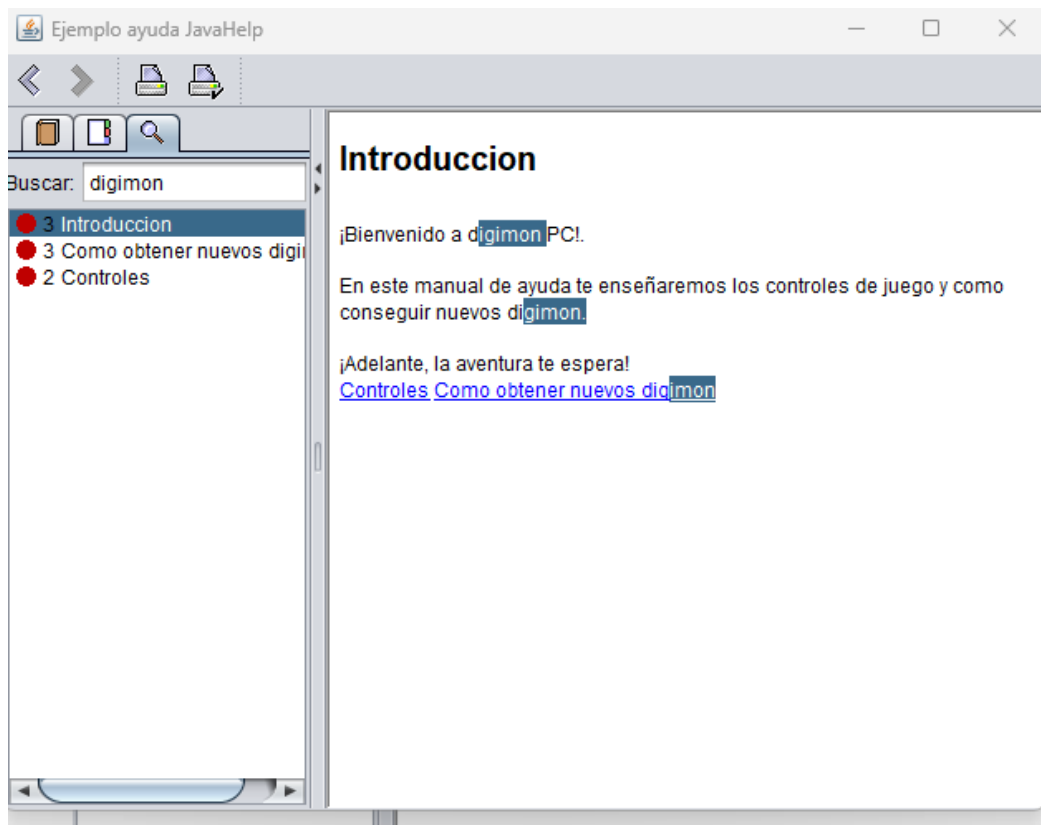 Ejemplo ayuda JavaHelp
Buscar: digimon
3 Introduccion
3 Como obtener nuevos digi
2 Controles
Introduccion
¡Bienvenido a digimon PC!.
En este manual de ayuda te enseñaremos los controles de juego y como
conseguir nuevos digimon.
¡Adelante, la aventura te espera!
Controles Como obtener nuevos digimon